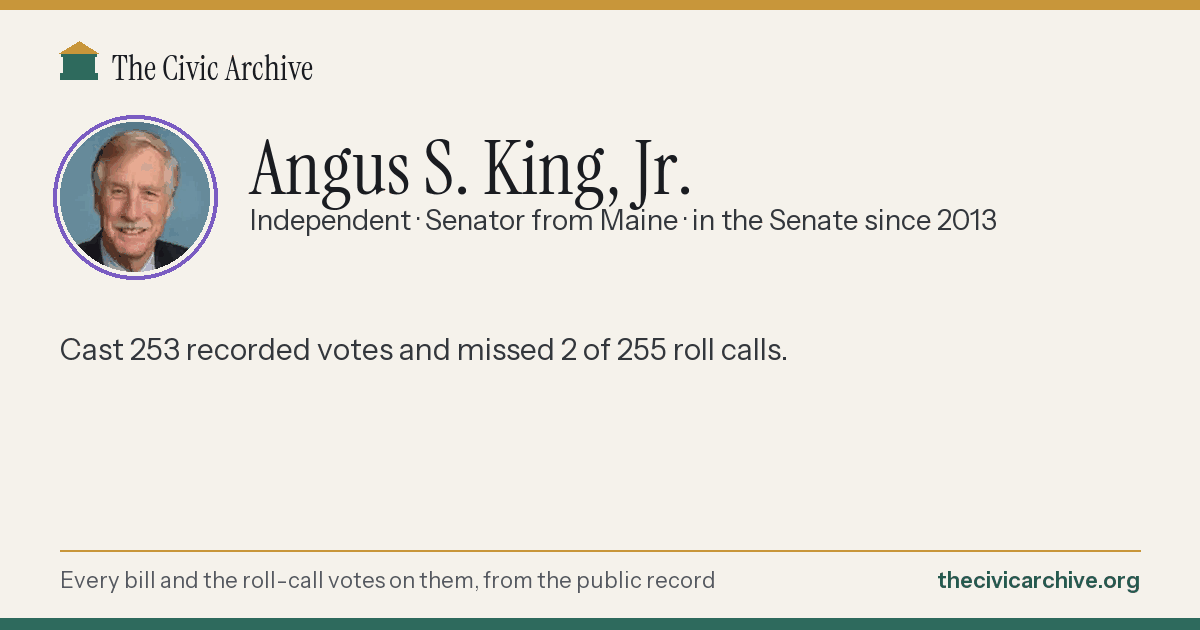 The Civic Archive
Angus S. King, Jr.
Independent · Senator from Maine · in the Senate since 2013
Cast 253 recorded votes and missed 2 of 255 roll calls.
Every bill and the roll-call votes on them, from the public record
thecivicarchive.org